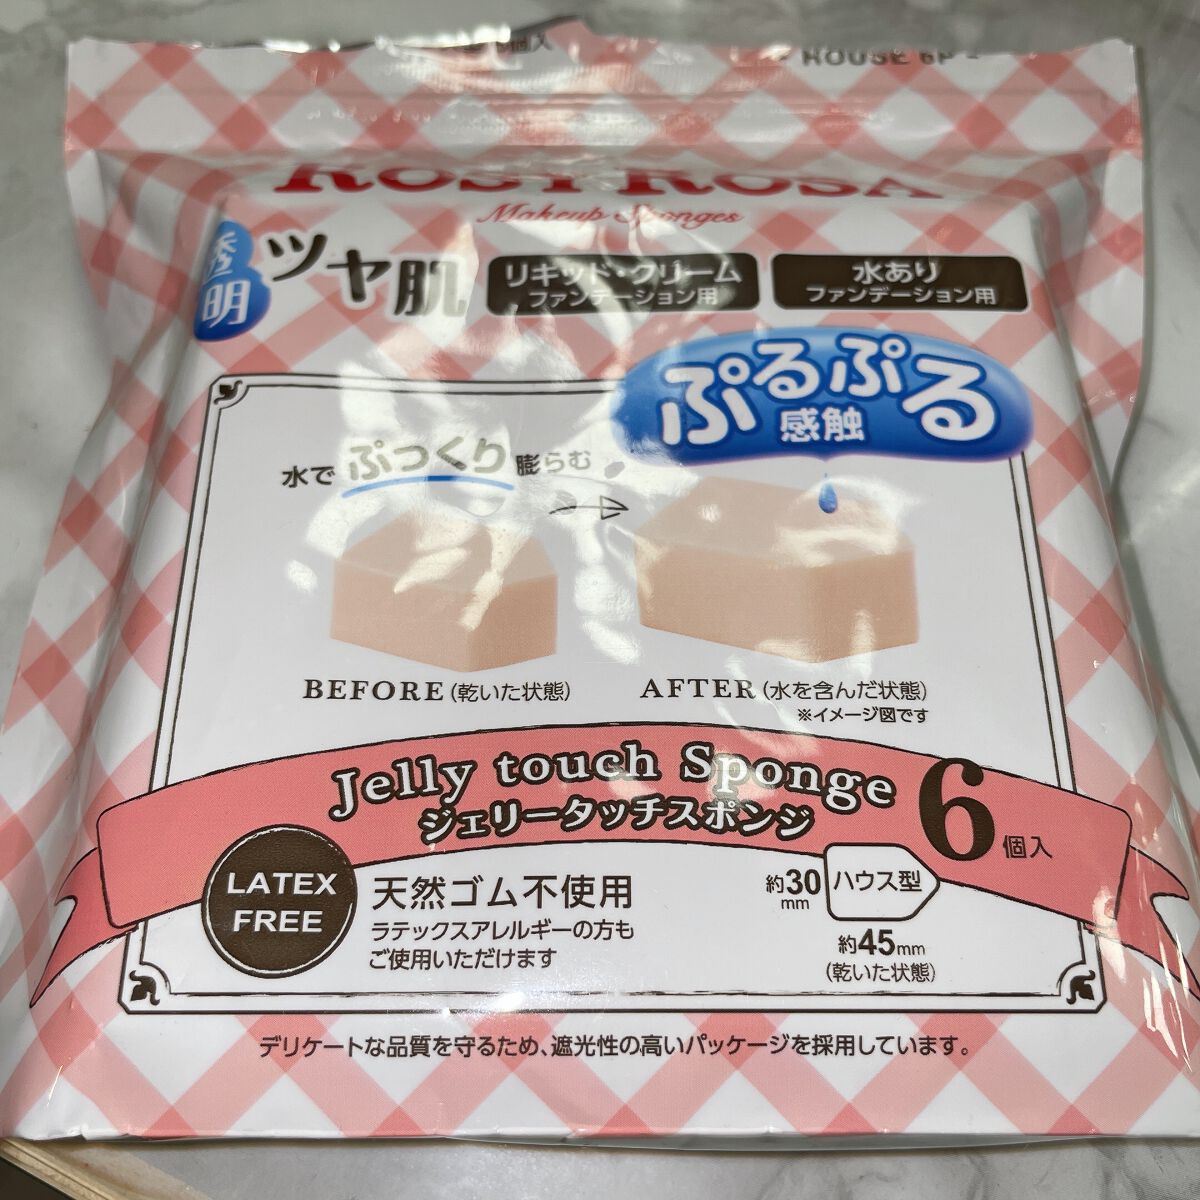 個入
HOUSE 6P
ROSY ROSA
Makeup Sponges
透明
ツヤ肌
リキッド・クリーム
ファンデーション用
水あり
ファンデーション用
ぷるぷる
感触
水でぷっくり膨らむ
BEFORE (乾いた状態)
AFTER (水を含んだ状態)
※イメージ図です
Jelly touch Sponge
ジェリータッチスポンジ
6個入
LATEX
FREE
天然ゴム不使用
ラテックスアレルギーの方も
ご使用いただけます
約30
mm
ハウス型
約45mm
(乾いた状態)
デリケートな品質を守るため、遮光性の高いパッケージを採用しています。